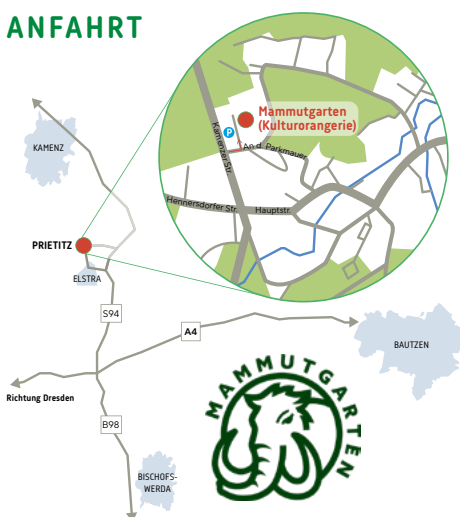 ANFAHRT
Mammutgarten
(Kulturorangerie)
P
Kamenzer Str.
An d. Parkmauer
Hennersdorfer Str.
Hauptstr.
KAMENZ
PRIETITZ
ELSTRA
S94
A4
BAUTZEN
Richtung Dresden
B98
BISCHOFS-
WERDA
MAMMUTGARTEN